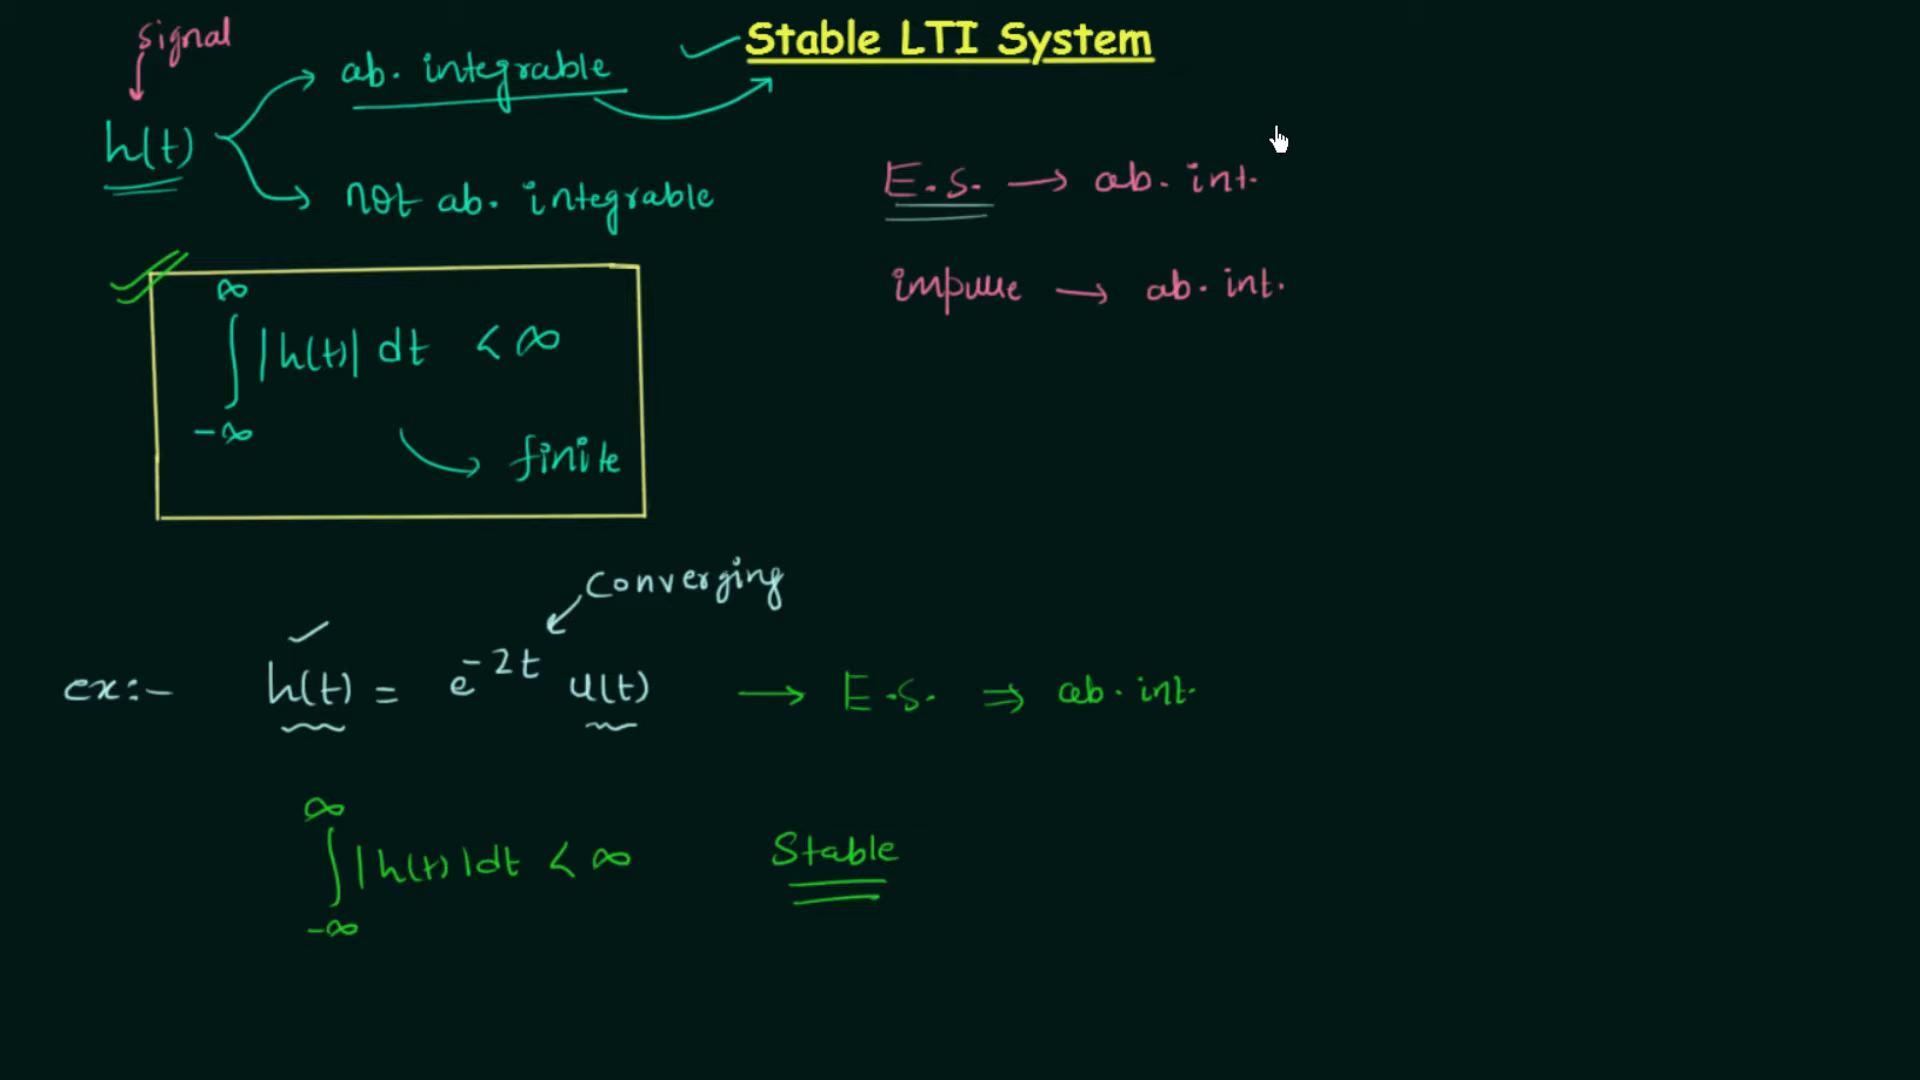 Stable LTI System
signal
ab. integrable
h(t)
not ab. integrable
E.S. → ab. int.
impulse → ab. int.
∞
∫ |h(t)| dt < ∞
-∞
finite
Converging
ex:- h(t) = e^-2t u(t) → E.S. ⇒ ab. int.
∞
∫ |h(t)| dt < ∞
-∞
Stable